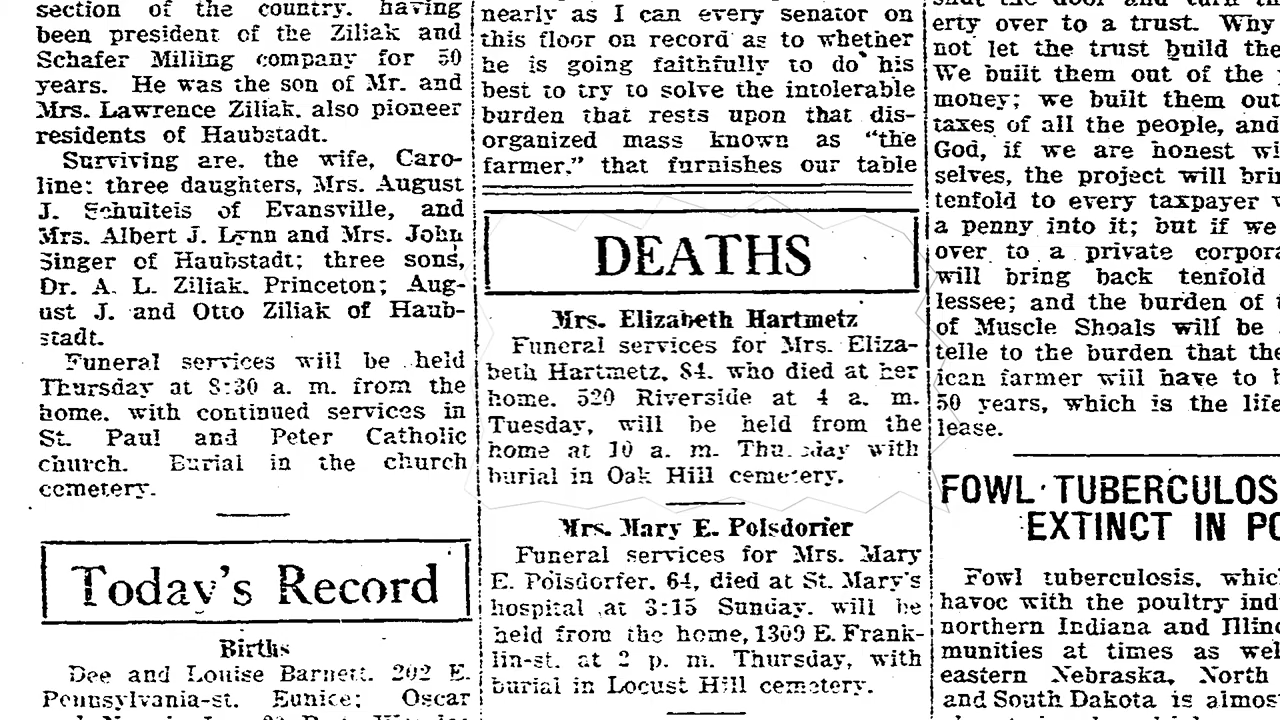 section of the country, having
been president of the Ziliak and
Schafer Milling company for 50
years. He was the son of Mr. and
Mrs. Lawrence Ziliak, also pioneer
residents of Haubstadt.
Surviving are, the wife, Caro-
line; three daughters, Mrs. August
J. Schulteis of Evansville, and
Mrs. Albert J. Lynn and Mrs. John
Singer of Haubstadt; three sons,
Dr. A. L. Ziliak, Princeton; Aug-
ust J. and Otto Ziliak of Haub-
stadt.
Funeral services will be held
Thursday at 8:30 a. m. from the
home, with continued services in
St. Paul and Peter Catholic
church. Burial in the church
cemetery.
Today's Record
Births
Dee and Louise Barnett, 202 E.
Pennsylvania-st. Eunice; Oscar
nearly as I can every senator on
this floor on record as to whether
he is going faithfully to do his
best to try to solve the intolerable
burden that rests upon that dis-
organized mass known as "the
farmer," that furnishes our table
DEATHS
Mrs. Elizabeth Hartmetz
Funeral services for Mrs. Eliza-
beth Hartmetz, 84, who died at her
home, 520 Riverside at 4 a. m.
Tuesday, will be held from the
home at 10 a. m. with
burial in Oak Hill cemetery.
Mrs. Mary E. Polsdorfer
Funeral services for Mrs. Mary
E. Polsdorfer, 64, died at St. Mary's
hospital at 3:15 Sunday, will be
held from the home, 1309 E. Frank-
lin-st. at 2 p. m. Thursday, with
burial in Locust Hill cemetery.
shut the door and turn
erty over to a trust. Why
not let the trust build the
We built them out of the
money; we built them out
taxes of all the people, and
God, if we are honest
selves, the project will
tenfold to every taxpayer
a penny into it; but if we
over to a private
will bring back tenfold
lessee; and the burden of
of Muscle Shoals will be
telle to the burden that the
ican farmer will have to
50 years, which is the life
lease.
FOWL TUBERCULOS
EXTINCT IN PO
Fowl tuberculosis, whic
havoc with the poultry ind
northern Indiana and Illin
munities at times as wel
eastern Nebraska, North
and South Dakota is almos